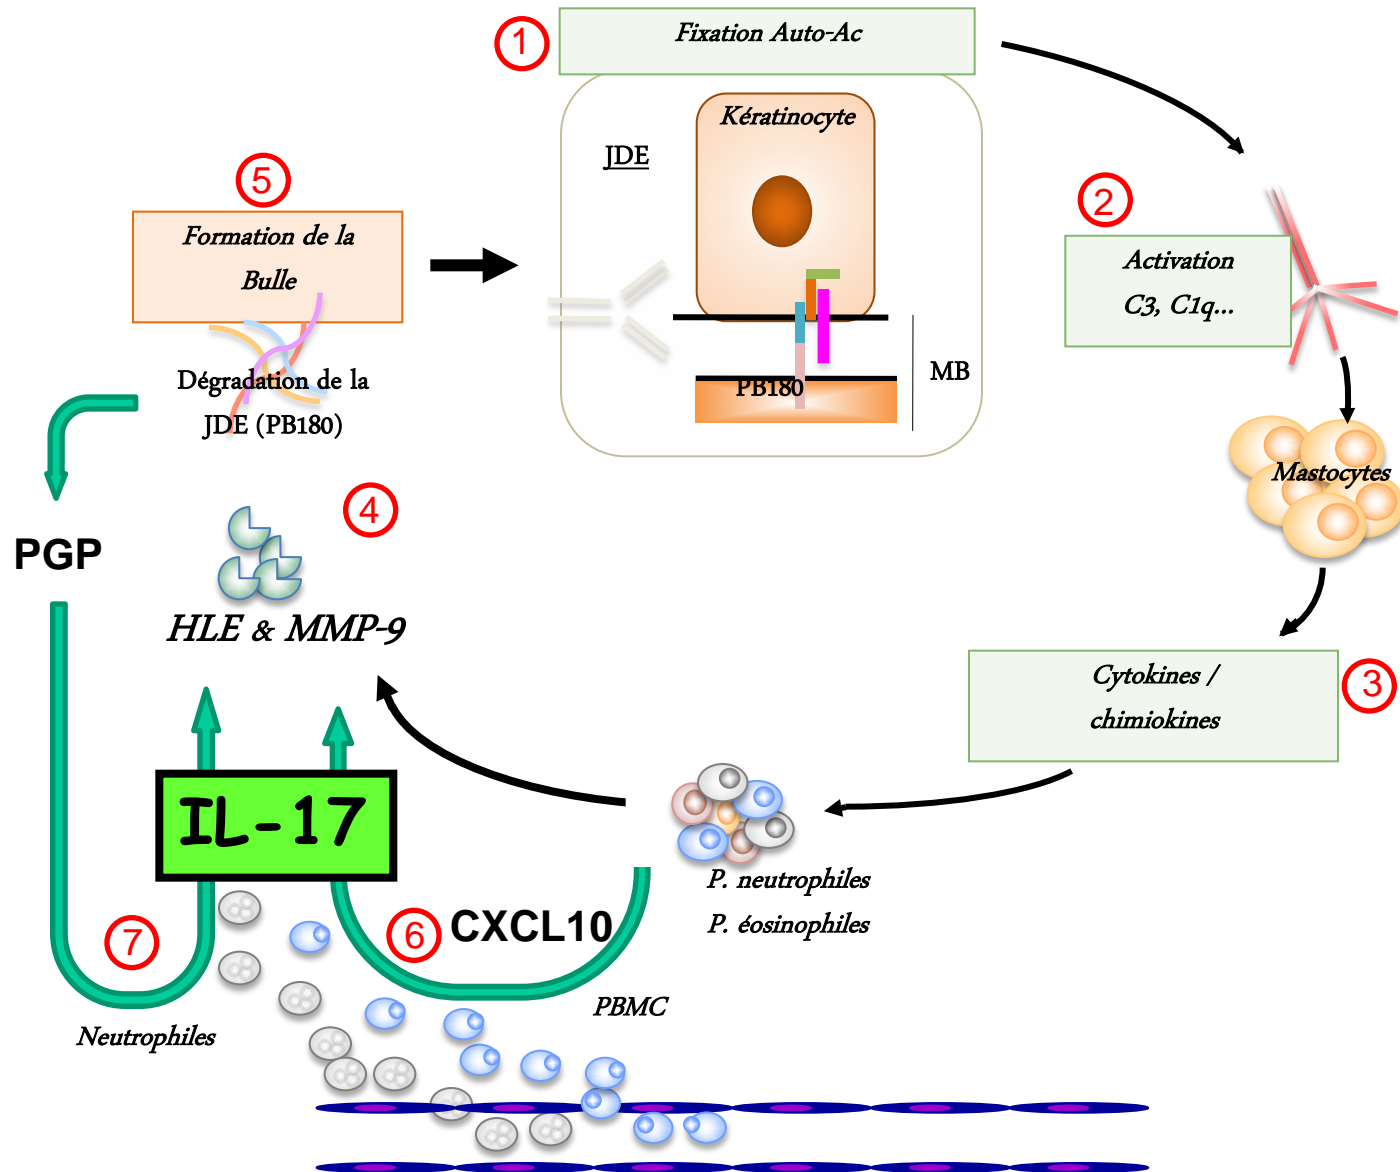 1
Fixation Auto-Ac
Kératinocyte
JDE
PB180
MB
2
Activation
C3, C1q...
Mastocytes
3
Cytokines /
chimiokines
P. neutrophiles
P. éosinophiles
4
HLE & MMP-9
5
Formation de la
Bulle
Dégradation de la
JDE (PB180)
PGP
IL-17
6
CXCL10
PBMC
7
Neutrophiles